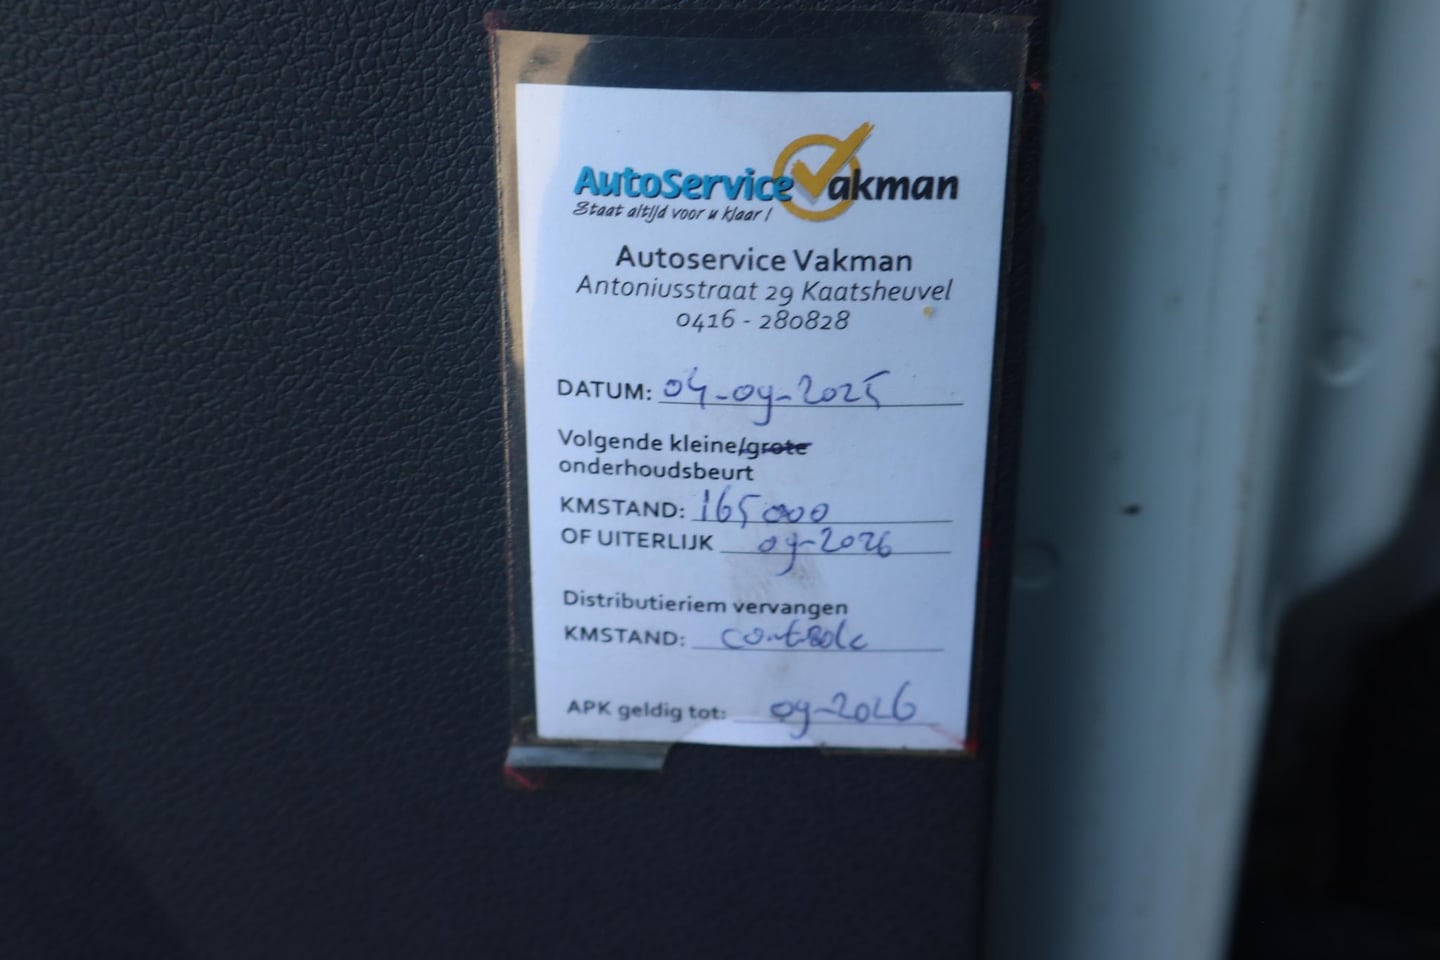 AutoService Vakman
Staat altijd voor u klaar!
Autoservice Vakman
Antoniusstraat 29 Kaatsheuvel
0416 - 280828
DATUM: 04-09-2025
Volgende kleine/grote
onderhoudsbeurt
KMSTAND: 165000
OF UITERLIJK 09-2026
Distributieriem vervangen
KMSTAND: controle
APK geldig tot: 09-2026